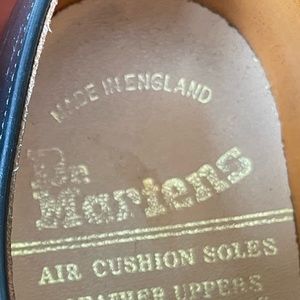 MADE IN ENGLAND
Dr.
Martens
AIR CUSHION SOLES
LEATHER UPPERS